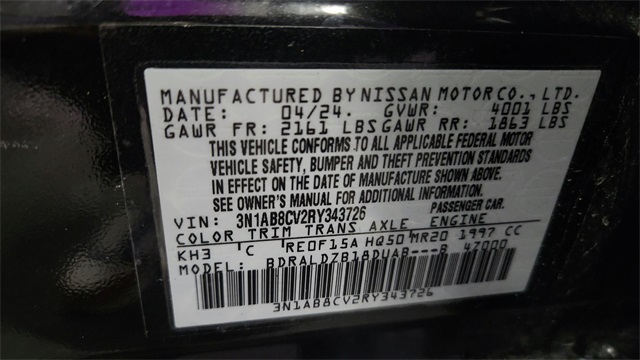 MANUFACTURED BY NISSAN MOTOR CO., LTD.
DATE: 04/24. GVWR: 4001 LBS
GAWR FR: 2161 LBS GAWR RR: 1863 LBS
THIS VEHICLE CONFORMS TO ALL APPLICABLE FEDERAL MOTOR
VEHICLE SAFETY, BUMPER AND THEFT PREVENTION STANDARDS
IN EFFECT ON THE DATE OF MANUFACTURE SHOWN ABOVE.
SEE OWNER'S MANUAL FOR ADDITIONAL INFORMATION.
VIN: 3N1AB8CV2RY343726 PASSENGER CAR.
COLOR TRIM TRANS AXLE ENGINE
KH3 'C RE0F15A HQ50 MR20 1997 CC
MODEL: BDRALDZB18DUAB---B 47000
3N1AB8CV2RY343726